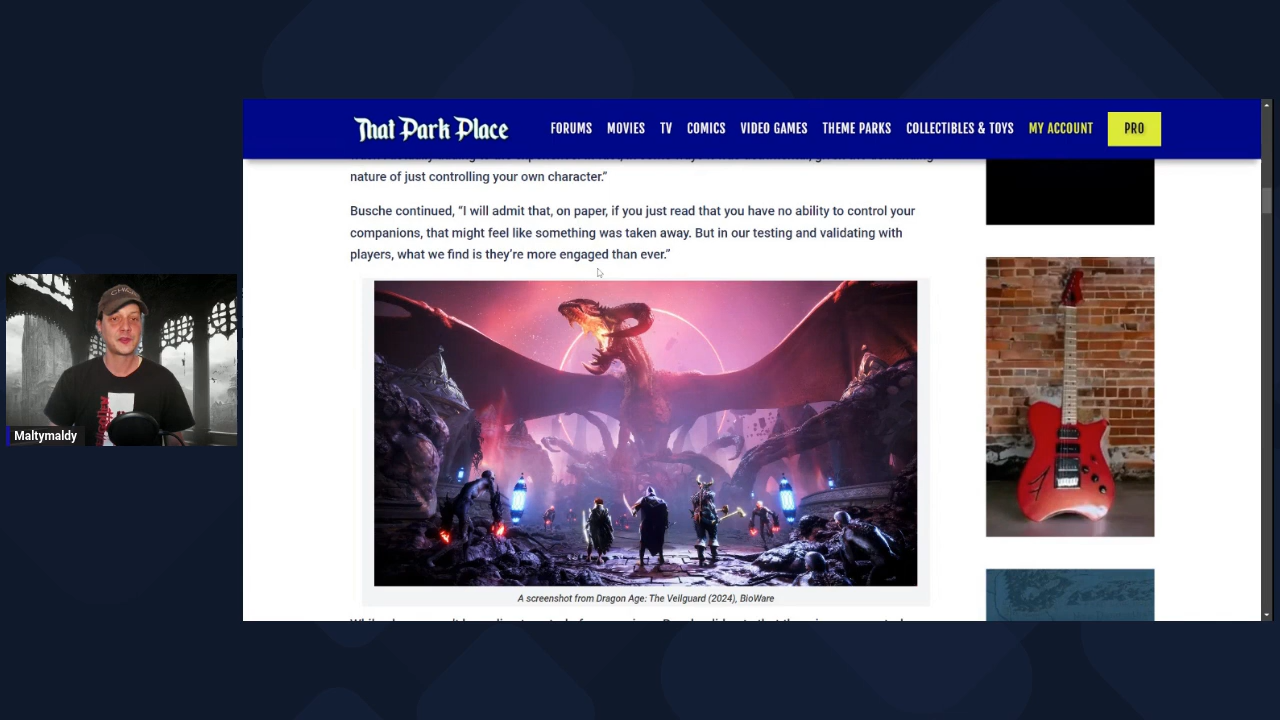 That Park Place
FORUMS MOVIES TV COMICS VIDEO GAMES THEME PARKS COLLECTIBLES & TOYS MY ACCOUNT PRO
nature of just controlling your own character.”
Busche continued, “I will admit that, on paper, if you just read that you have no ability to control your
companions, that might feel like something was taken away. But in our testing and validating with
players, what we find is they’re more engaged than ever.”
A screenshot from Dragon Age: The Veilguard (2024), BioWare
Maltymaldy